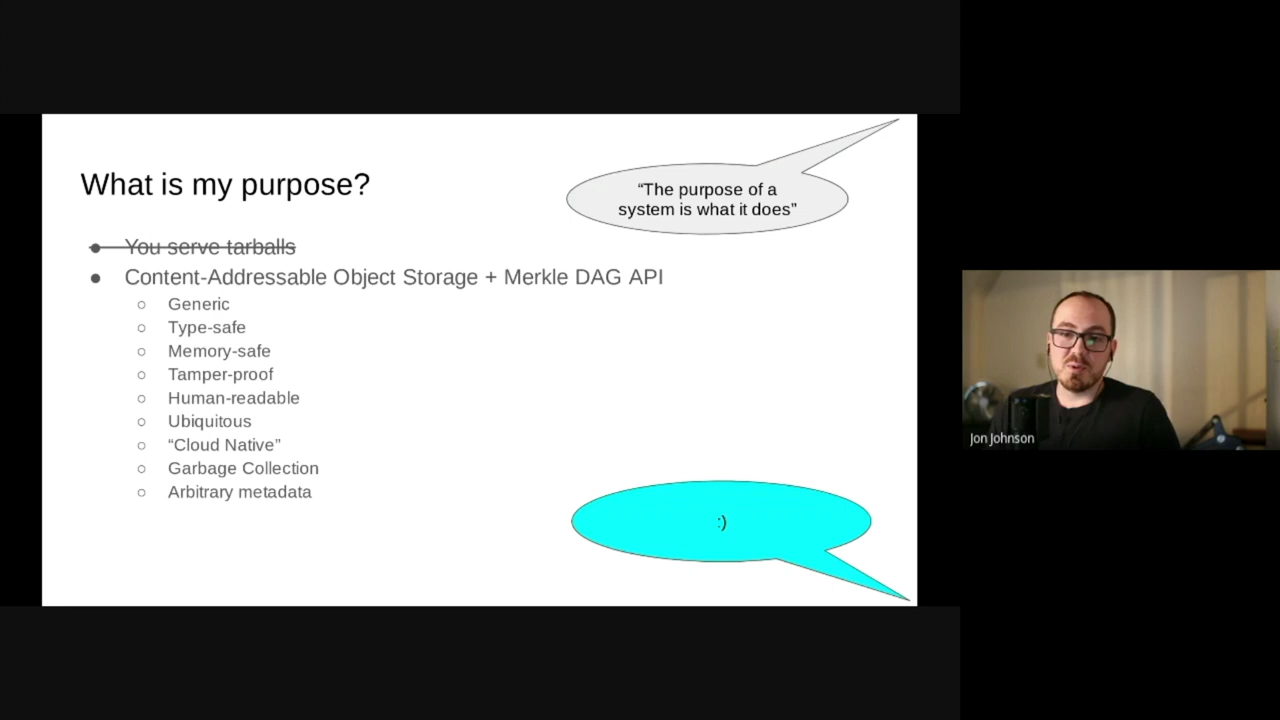 What is my purpose?
“The purpose of a
system is what it does”
You serve tarballs
Content-Addressable Object Storage + Merkle DAG API
Generic
Type-safe
Memory-safe
Tamper-proof
Human-readable
Ubiquitous
“Cloud Native”
Garbage Collection
Arbitrary metadata
:)
Jon Johnson